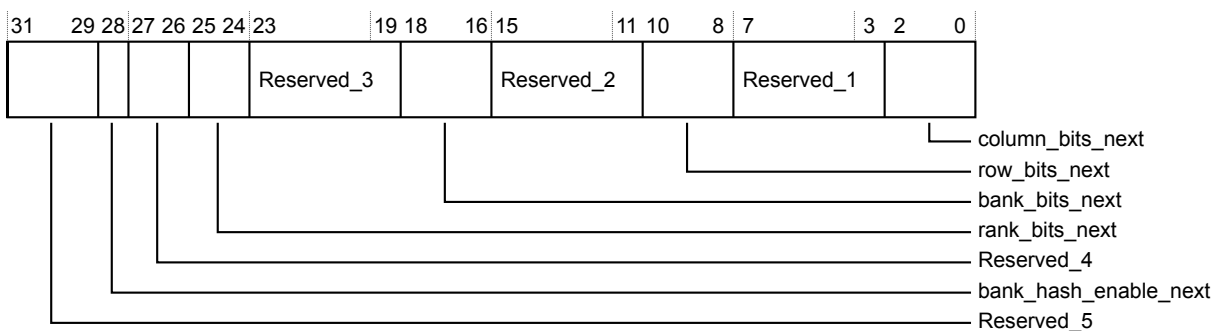 31 29 28 27 26 25 24 23 19 18 16 15 11 10 8 7 3 2 0
Reserved_3 Reserved_2 Reserved_1
column_bits_next
row_bits_next
bank_bits_next
rank_bits_next
Reserved_4
bank_hash_enable_next
Reserved_5